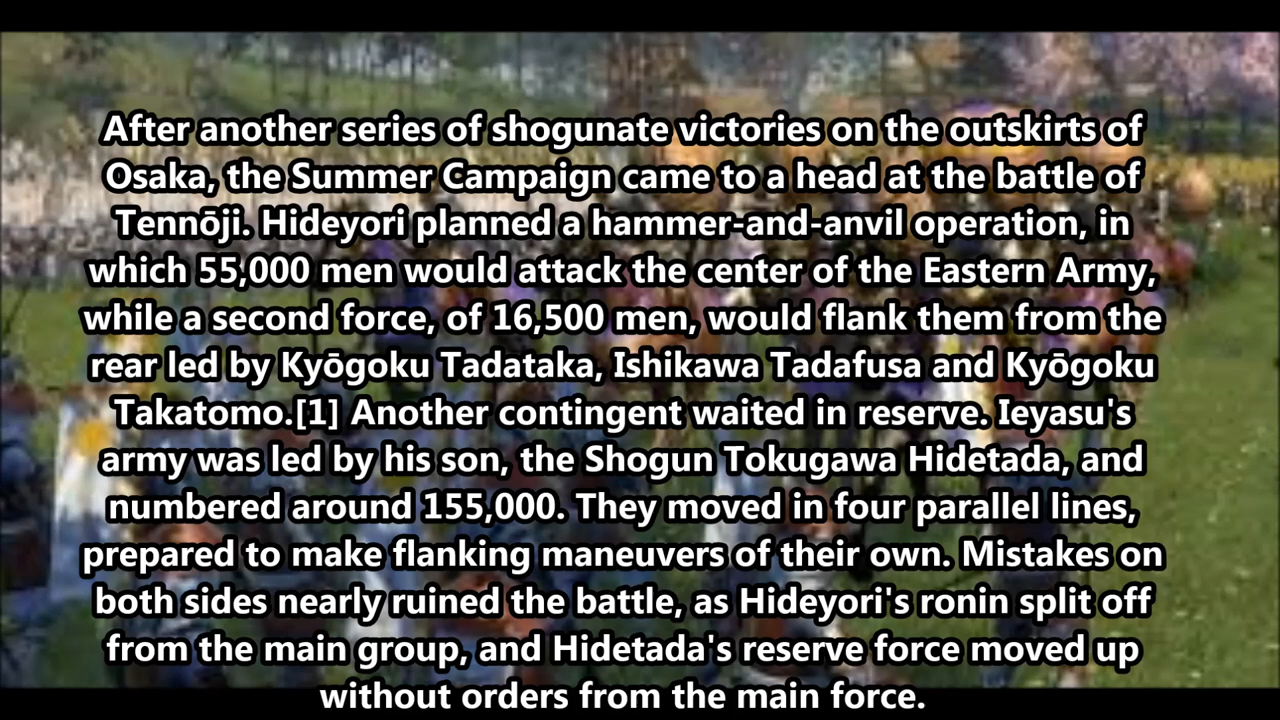 After another series of shogunate victories on the outskirts of
Osaka, the Summer Campaign came to a head at the battle of
Tennōji. Hideyori planned a hammer-and-anvil operation, in
which 55,000 men would attack the center of the Eastern Army,
while a second force, of 16,500 men, would flank them from the
rear led by Kyōgoku Tadataka, Ishikawa Tadafusa and Kyōgoku
Takatomo.[1] Another contingent waited in reserve. Ieyasu's
army was led by his son, the Shogun Tokugawa Hidetada, and
numbered around 155,000. They moved in four parallel lines,
prepared to make flanking maneuvers of their own. Mistakes on
both sides nearly ruined the battle, as Hideyori's ronin split off
from the main group, and Hidetada's reserve force moved up
without orders from the main force.